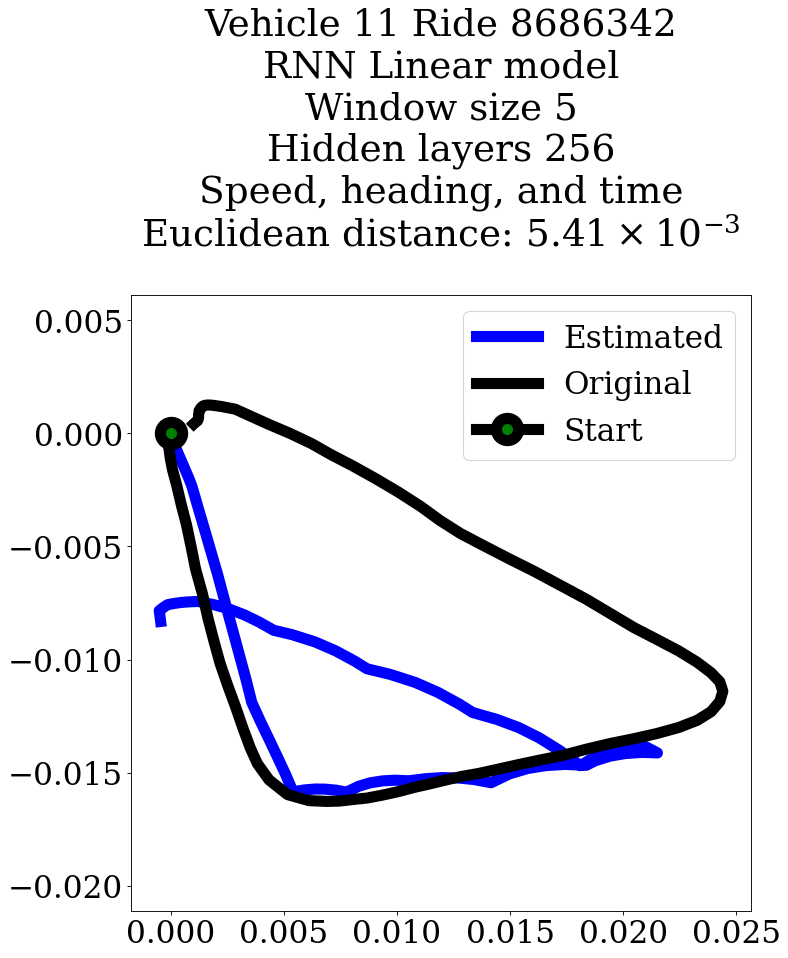 Vehicle 11 Ride 8686342
RNN Linear model
Window size 5
Hidden layers 256
Speed, heading, and time
Euclidean distance: 5.41 × 10⁻³
Estimated
Original
Start
0.005
0.000
−0.005
−0.010
−0.015
−0.020
0.000 0.005 0.010 0.015 0.020 0.025